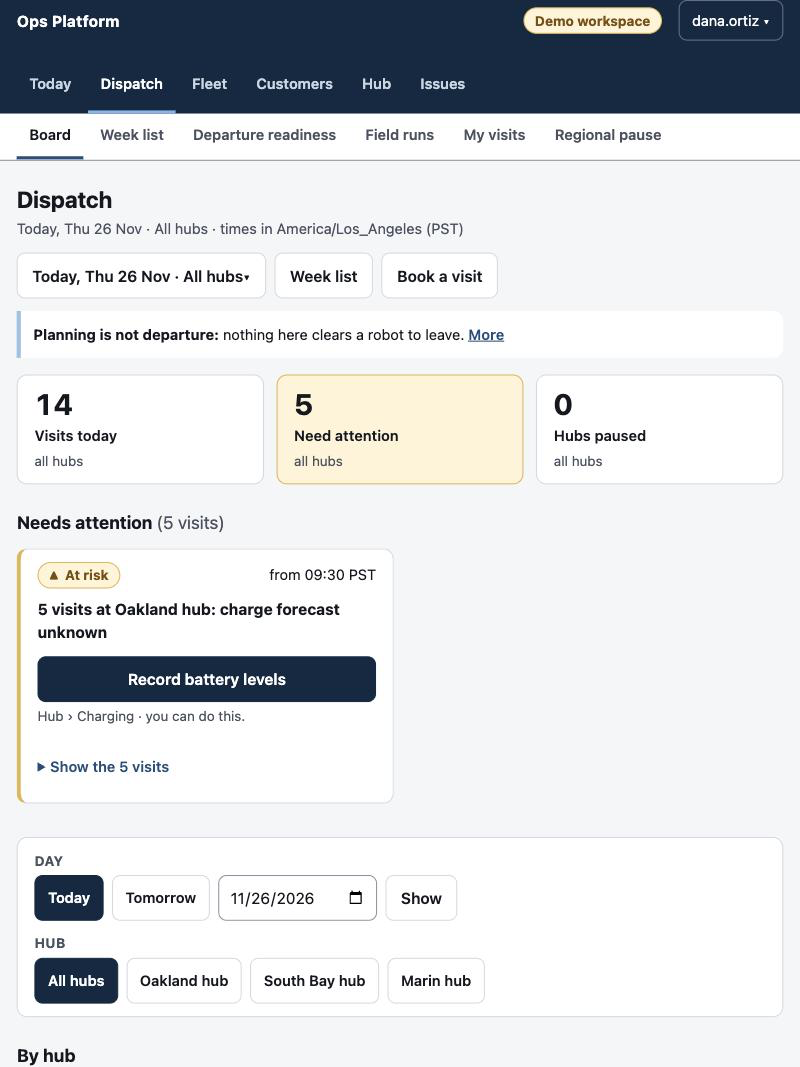 Ops Platform
Demo workspace
dana.ortiz ▾
Today Dispatch Fleet Customers Hub Issues
Board Week list Departure readiness Field runs My visits Regional pause
Dispatch
Today, Thu 26 Nov · All hubs · times in America/Los_Angeles (PST)
Today, Thu 26 Nov · All hubs▾ Week list Book a visit
Planning is not departure: nothing here clears a robot to leave. More
14 5 0
Visits today Need attention Hubs paused
all hubs all hubs all hubs
Needs attention (5 visits)
▲ At risk from 09:30 PST
5 visits at Oakland hub: charge forecast
unknown
Record battery levels
Hub › Charging · you can do this.
▶ Show the 5 visits
DAY
Today Tomorrow 11/26/2026 Show
HUB
All hubs Oakland hub South Bay hub Marin hub
By hub